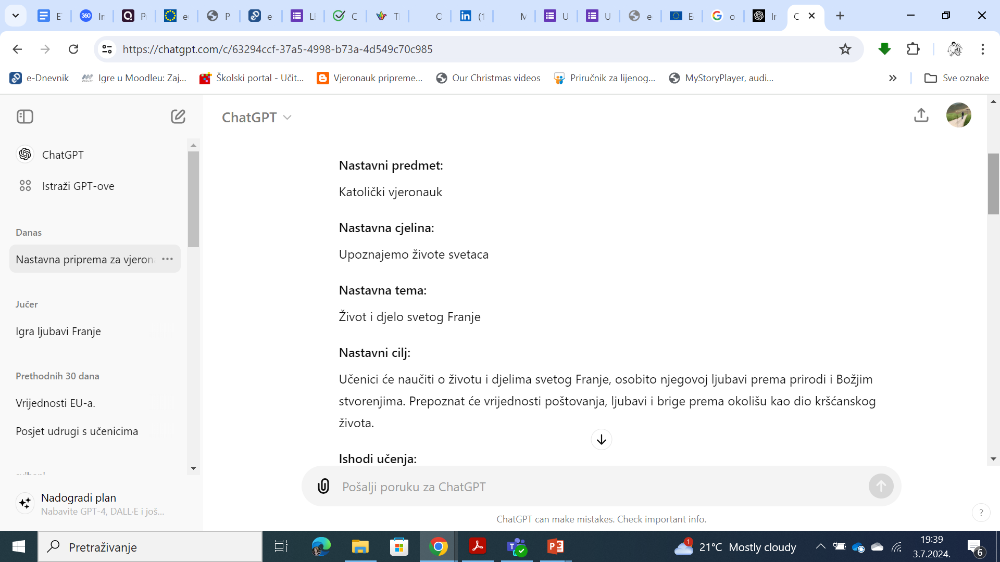 E
In
P
e
P
e
LI
C
T
O
(1
M
U
U
e
E
o
Ir
C
https://chatgpt.com/c/63294ccf-37a5-4998-b73a-4d549c70c985
e-Dnevnik
Igre u Moodleu: Zaj...
Školski portal - Učit...
Vjeronauk pripreme...
Our Christmas videos
Priručnik za lijenog...
MyStoryPlayer, audi...
Sve oznake
ChatGPT
Istraži GPT-ove
Danas
Nastavna priprema za vjeron
Jučer
Igra ljubavi Franje
Prethodnih 30 dana
Vrijednosti EU-a.
Posjet udrugi s učenicima
Nadogradi plan
Nabavite GPT-4, DALL·E i još...
ChatGPT
Nastavni predmet:
Katolički vjeronauk
Nastavna cjelina:
Upoznajemo živote svetaca
Nastavna tema:
Život i djelo svetog Franje
Nastavni cilj:
Učenici će naučiti o životu i djelima svetog Franje, osobito njegovoj ljubavi prema prirodi i Božjim
stvorenjima. Prepoznat će vrijednosti poštovanja, ljubavi i brige prema okolišu kao dio kršćanskog
života.
Ishodi učenja:
Pošalji poruku za ChatGPT
ChatGPT can make mistakes. Check important info.
?
Pretraživanje
1
21°C Mostly cloudy
19:39
3.7.2024.
6